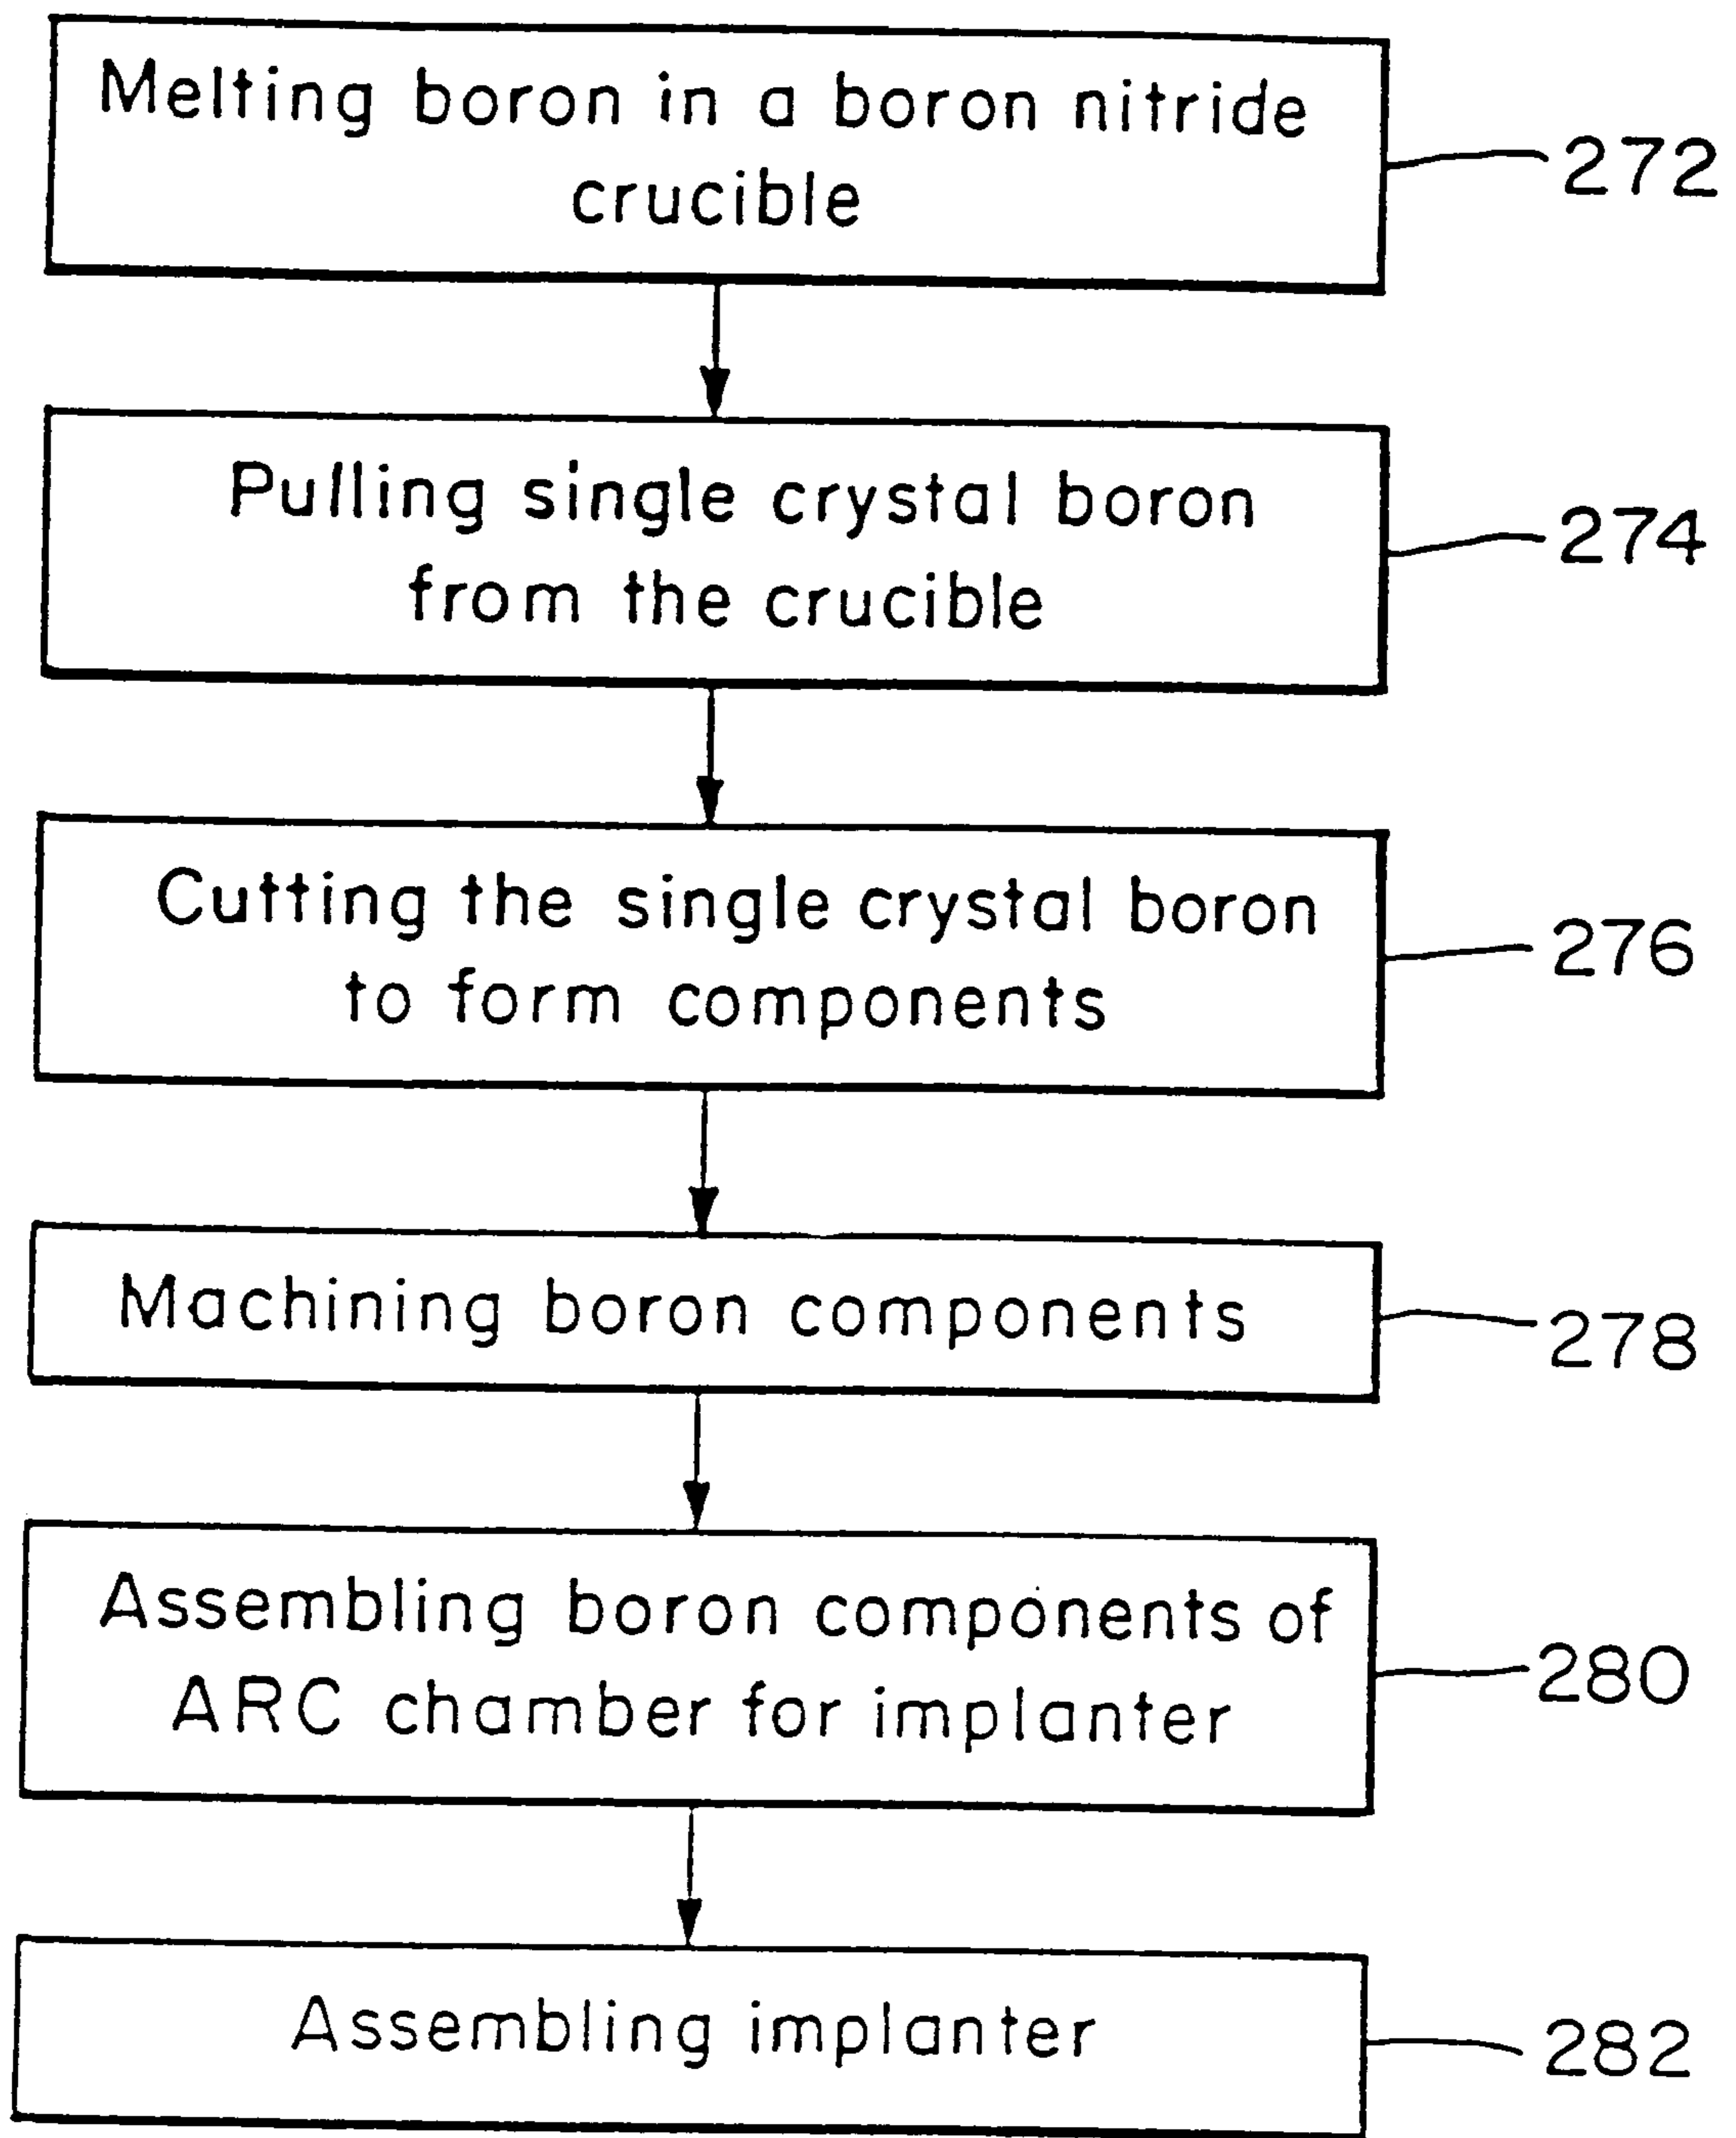 Melting boron in a boron nitride
crucible
272
Pulling single crystal boron
from the crucible
274
Cutting the single crystal boron
to form components
276
Machining boron components
278
Assembling boron components of
ARC chamber for implanter
280
Assembling implanter
282